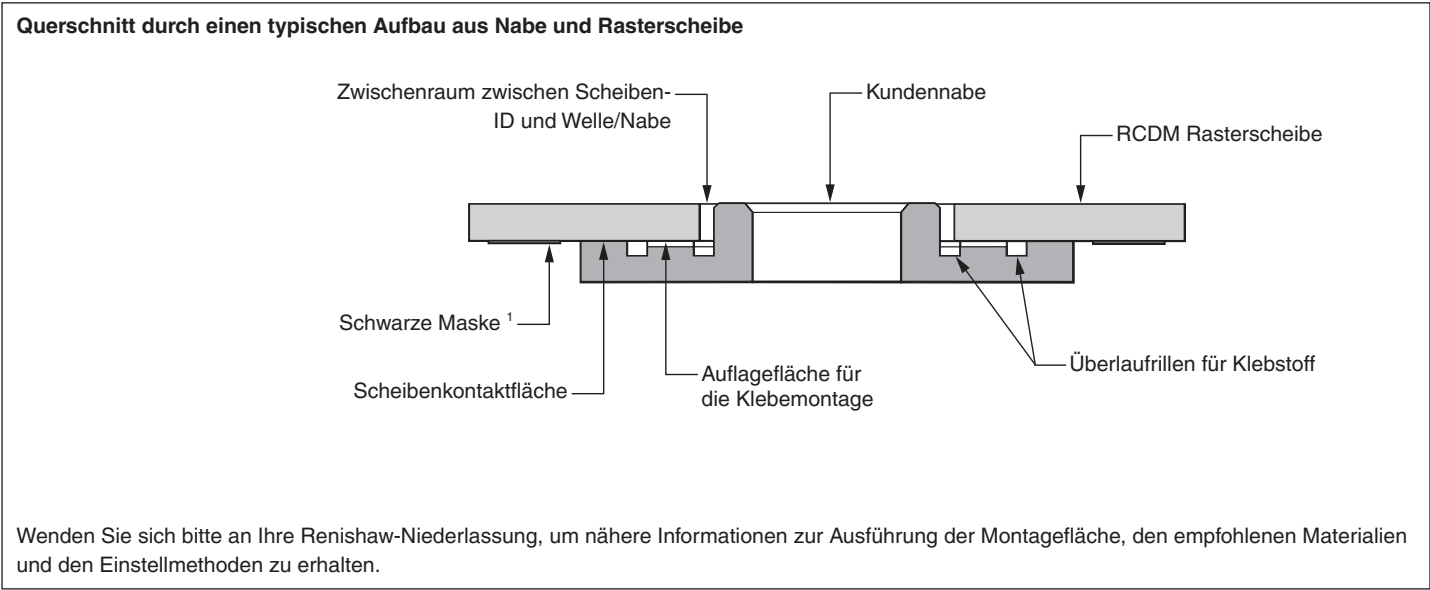 Querschnitt durch einen typischen Aufbau aus Nabe und Rasterscheibe
Zwischenraum zwischen Scheiben-
ID und Welle/Nabe
Kundennabe
RCDM Rasterscheibe
Schwarze Maske 1
Scheibenkontaktfläche
Auflagefläche für
die Klebemontage
Überlaufrillen für Klebstoff
Wenden Sie sich bitte an Ihre Renishaw-Niederlassung, um nähere Informationen zur Ausführung der Montagefläche, den empfohlenen Materialien
und den Einstellmethoden zu erhalten.